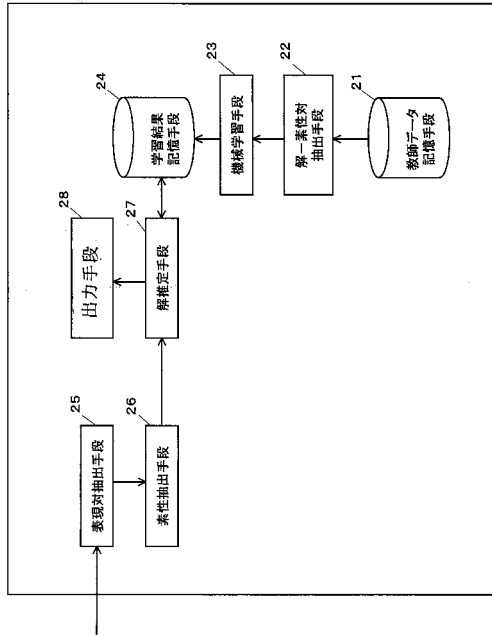 25
表現対抽出手段
26
素性抽出手段
28
出力手段
27
解推定手段
24
学習結果
記憶手段
23
機械学習手段
22
解－素性対
抽出手段
21
教師データ
記憶手段